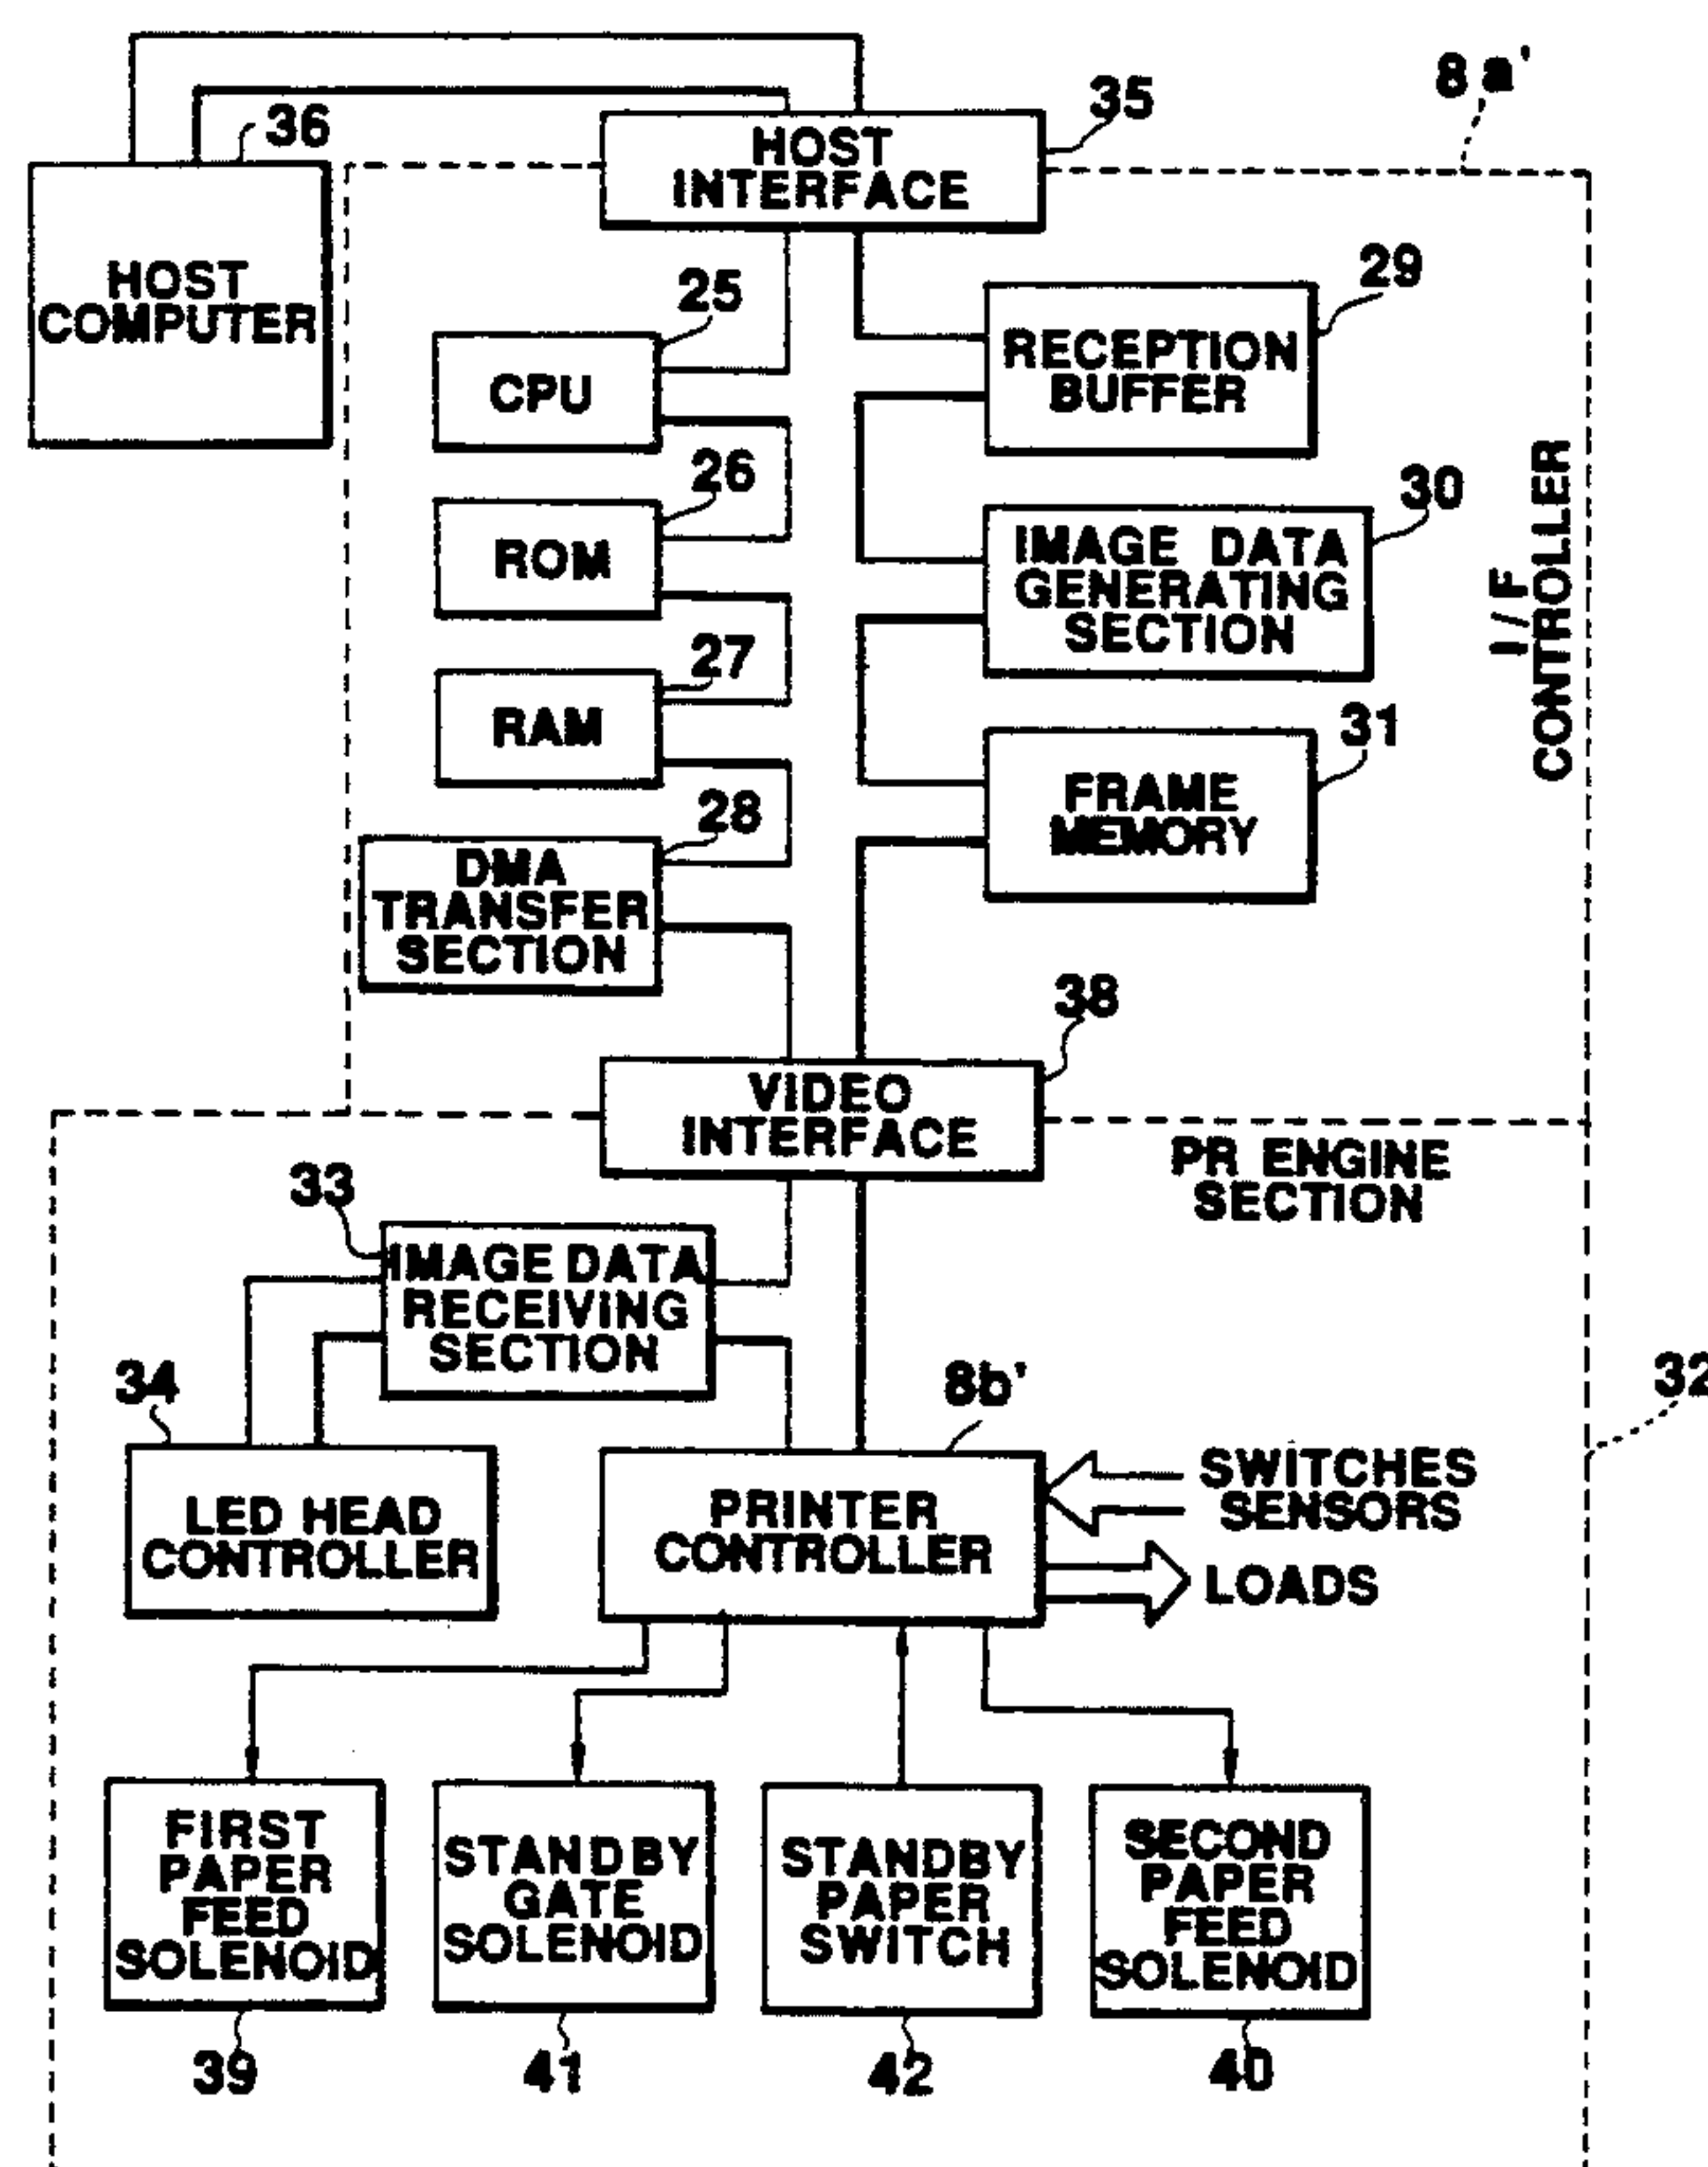 8a'
35
36
HOST
INTERFACE
HOST
COMPUTER
25
29
CPU
RECEPTION
BUFFER
26
30
ROM
IMAGE DATA
GENERATING
SECTION
I/F
CONTROLLER
27
31
RAM
FRAME
MEMORY
28
DMA
TRANSFER
SECTION
38
VIDEO
INTERFACE
PR ENGINE
SECTION
33
IMAGE DATA
RECEIVING
SECTION
34
8b'
32
LED HEAD
CONTROLLER
PRINTER
CONTROLLER
SWITCHES
SENSORS
LOADS
FIRST
PAPER
FEED
SOLENOID
STANDBY
GATE
SOLENOID
STANDBY
PAPER
SWITCH
SECOND
PAPER
FEED
SOLENOID
39
41
42
40